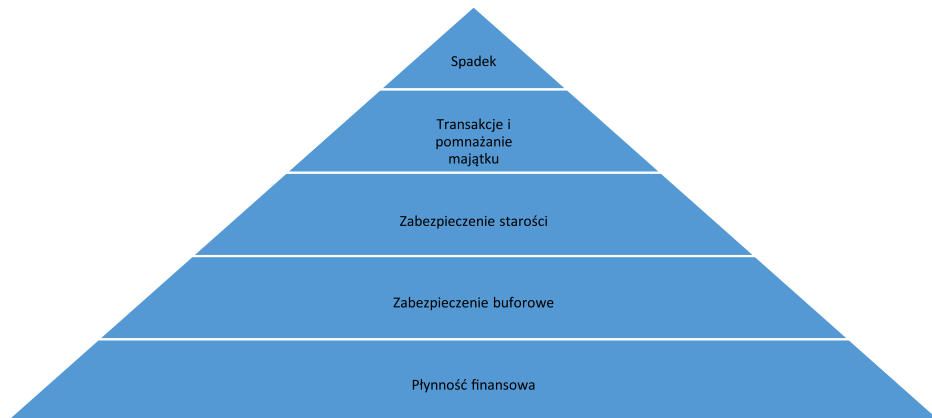 Spadek
Transakcje i
pomnażanie
majątku
Zabezpieczenie starości
Zabezpieczenie buforowe
Płynność finansowa